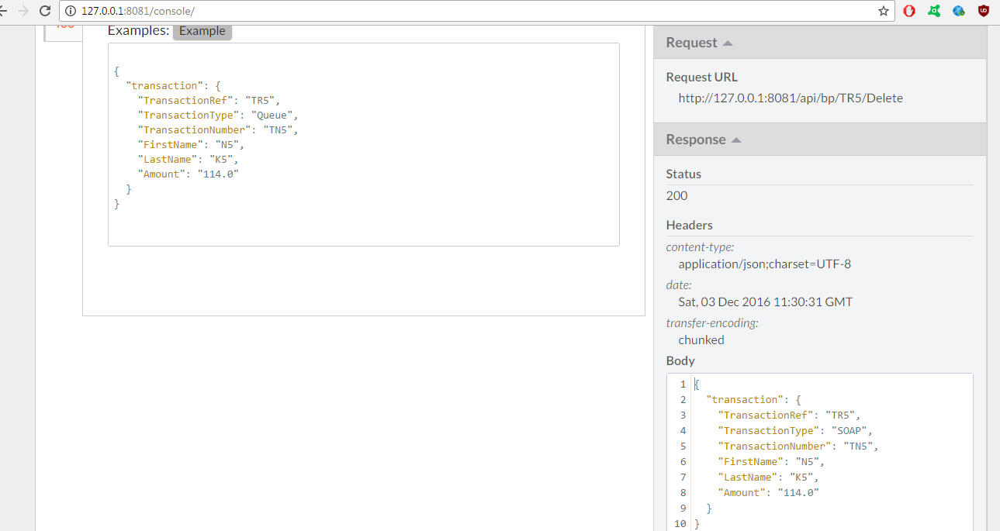 127.0.0.1:8081/console/
Examples: Example
{
"transaction": {
"TransactionRef": "TR5",
"TransactionType": "Queue",
"TransactionNumber": "TN5",
"FirstName": "N5",
"LastName": "K5",
"Amount": "114.0"
}
}
Request
Request URL
http://127.0.0.1:8081/api/bp/TR5/Delete
Response
Status
200
Headers
content-type:
application/json;charset=UTF-8
date:
Sat, 03 Dec 2016 11:30:31 GMT
transfer-encoding:
chunked
Body
1 {
2 "transaction": {
3 "TransactionRef": "TR5",
4 "TransactionType": "SOAP",
5 "TransactionNumber": "TN5",
6 "FirstName": "N5",
7 "LastName": "K5",
8 "Amount": "114.0"
9 }
10 }